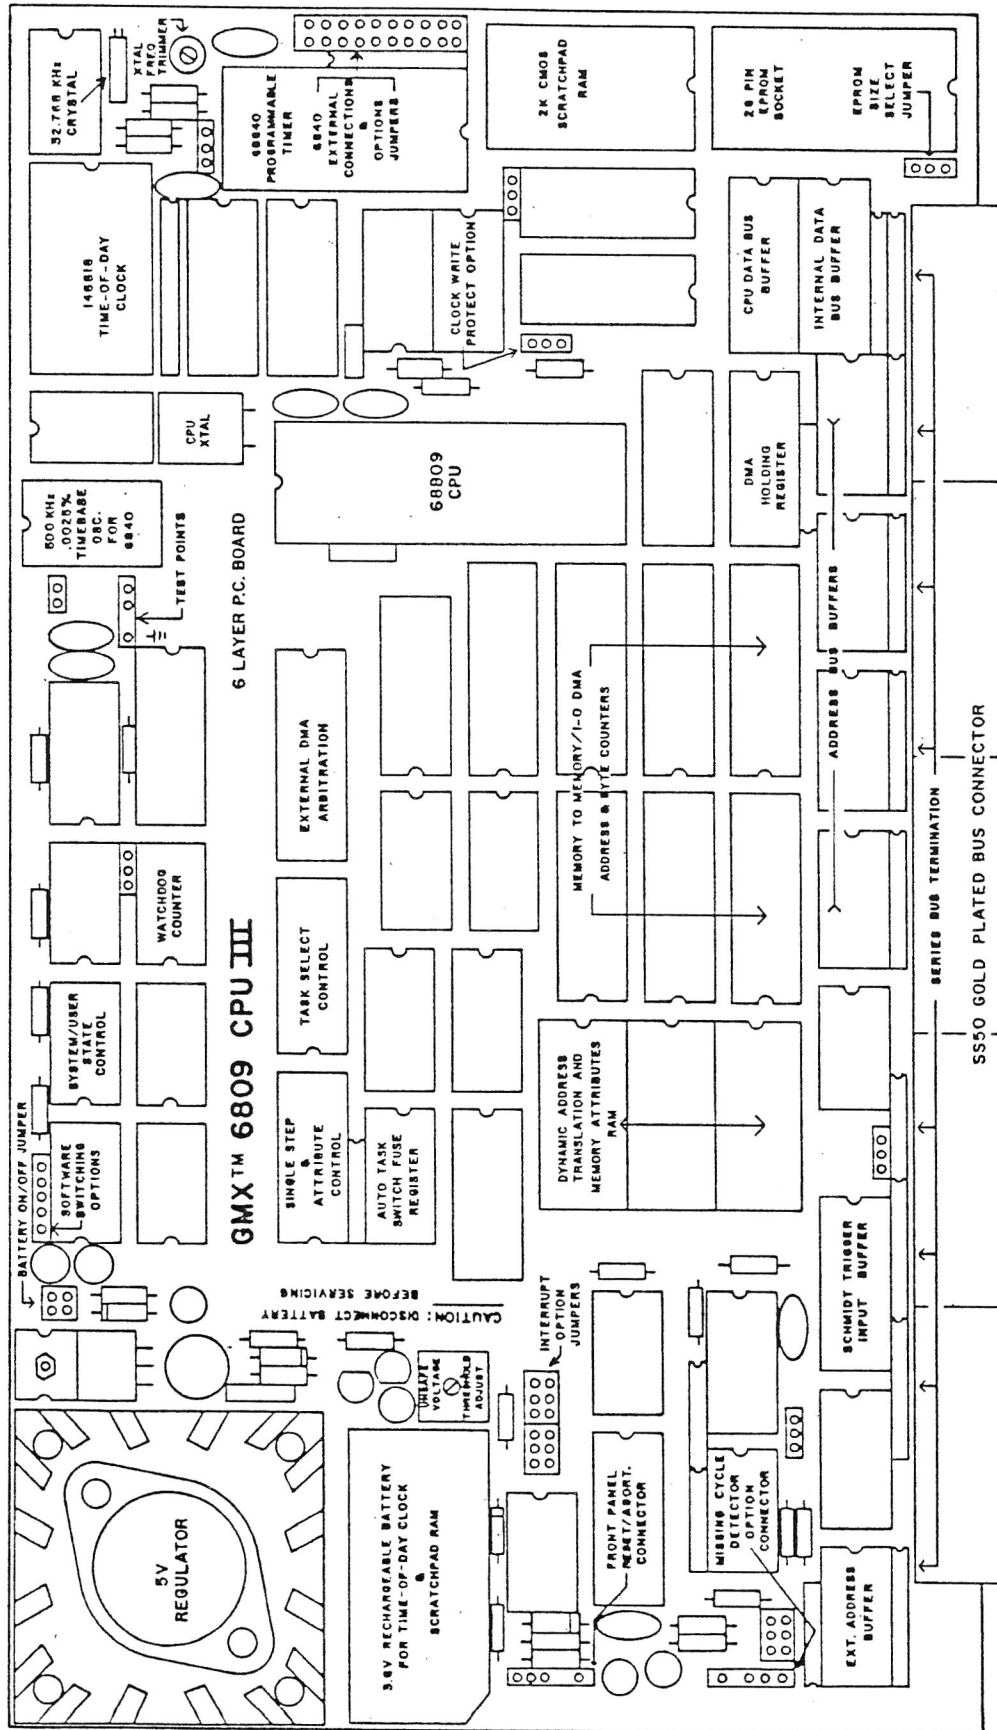 BATTERY ON/OFF JUMPER
SOFTWARE
SWITCHING
OPTIONS
SYSTEM/USER
STATE
CONTROL
WATCHDOG
COUNTER
TEST POINTS
500 KHz
.0025%
TIMEBASE
OSC.
FOR
6840
CPU
XTAL
146818
TIME-OF-DAY
CLOCK
32.768 KHz
CRYSTAL
XTAL
FREQ
TRIMMER
5V
REGULATOR
GMX™ 6809 CPU III
6 LAYER P.C. BOARD
6840
PROGRAMMABLE
TIMER
6840
EXTERNAL
CONNECTIONS
&
OPTIONS
JUMPERS
CAUTION: DISCONNECT BATTERY
BEFORE SERVICING
SINGLE STEP
&
ATTRIBUTE
CONTROL
TASK SELECT
CONTROL
EXTERNAL DMA
ARBITRATION
AUTO TASK
SWITCH FUSE
REGISTER
68B09
CPU
CLOCK WRITE
PROTECT OPTION
2K CMOS
SCRATCHPAD
RAM
3.6V RECHARGEABLE BATTERY
FOR TIME-OF-DAY CLOCK
&
SCRATCHPAD RAM
UNSAFE
VOLTAGE
THRESHOLD
ADJUST
INTERRUPT
OPTION
JUMPERS
DYNAMIC ADDRESS
TRANSLATION AND
MEMORY ATTRIBUTES
RAM
MEMORY TO MEMORY/I-O DMA
ADDRESS & BYTE COUNTERS
DMA
HOLDING
REGISTER
CPU DATA BUS
BUFFER
INTERNAL DATA
BUS BUFFER
28 PIN
EPROM
SOCKET
EPROM
SIZE
SELECT
JUMPER
FRONT PANEL
RESET/ABORT.
CONNECTOR
MISSING CYCLE
DETECTOR
OPTION
CONNECTOR
EXT. ADDRESS
BUFFER
SCHMIDT TRIGGER
INPUT BUFFER
ADDRESS BUS BUFFERS
SERIES BUS TERMINATION
SS50 GOLD PLATED BUS CONNECTOR